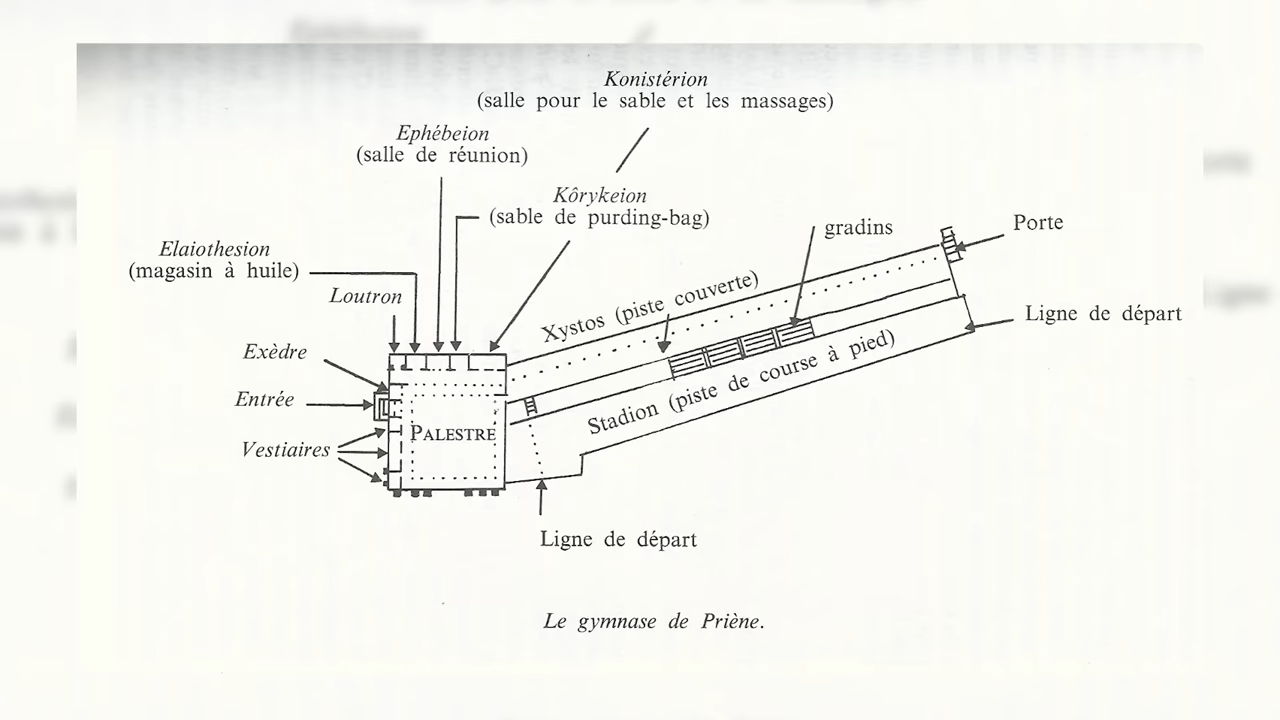 Konistérion
(salle pour le sable et les massages)
Ephébeion
(salle de réunion)
Kôrykeion
(sable de purding-bag)
gradins
Porte
Elaiothesion
(magasin à huile)
Loutron
Xystos (piste couverte)
Ligne de départ
Exèdre
Entrée
Stadion (piste de course à pied)
PALESTRE
Vestiaires
Ligne de départ
Le gymnase de Priène.